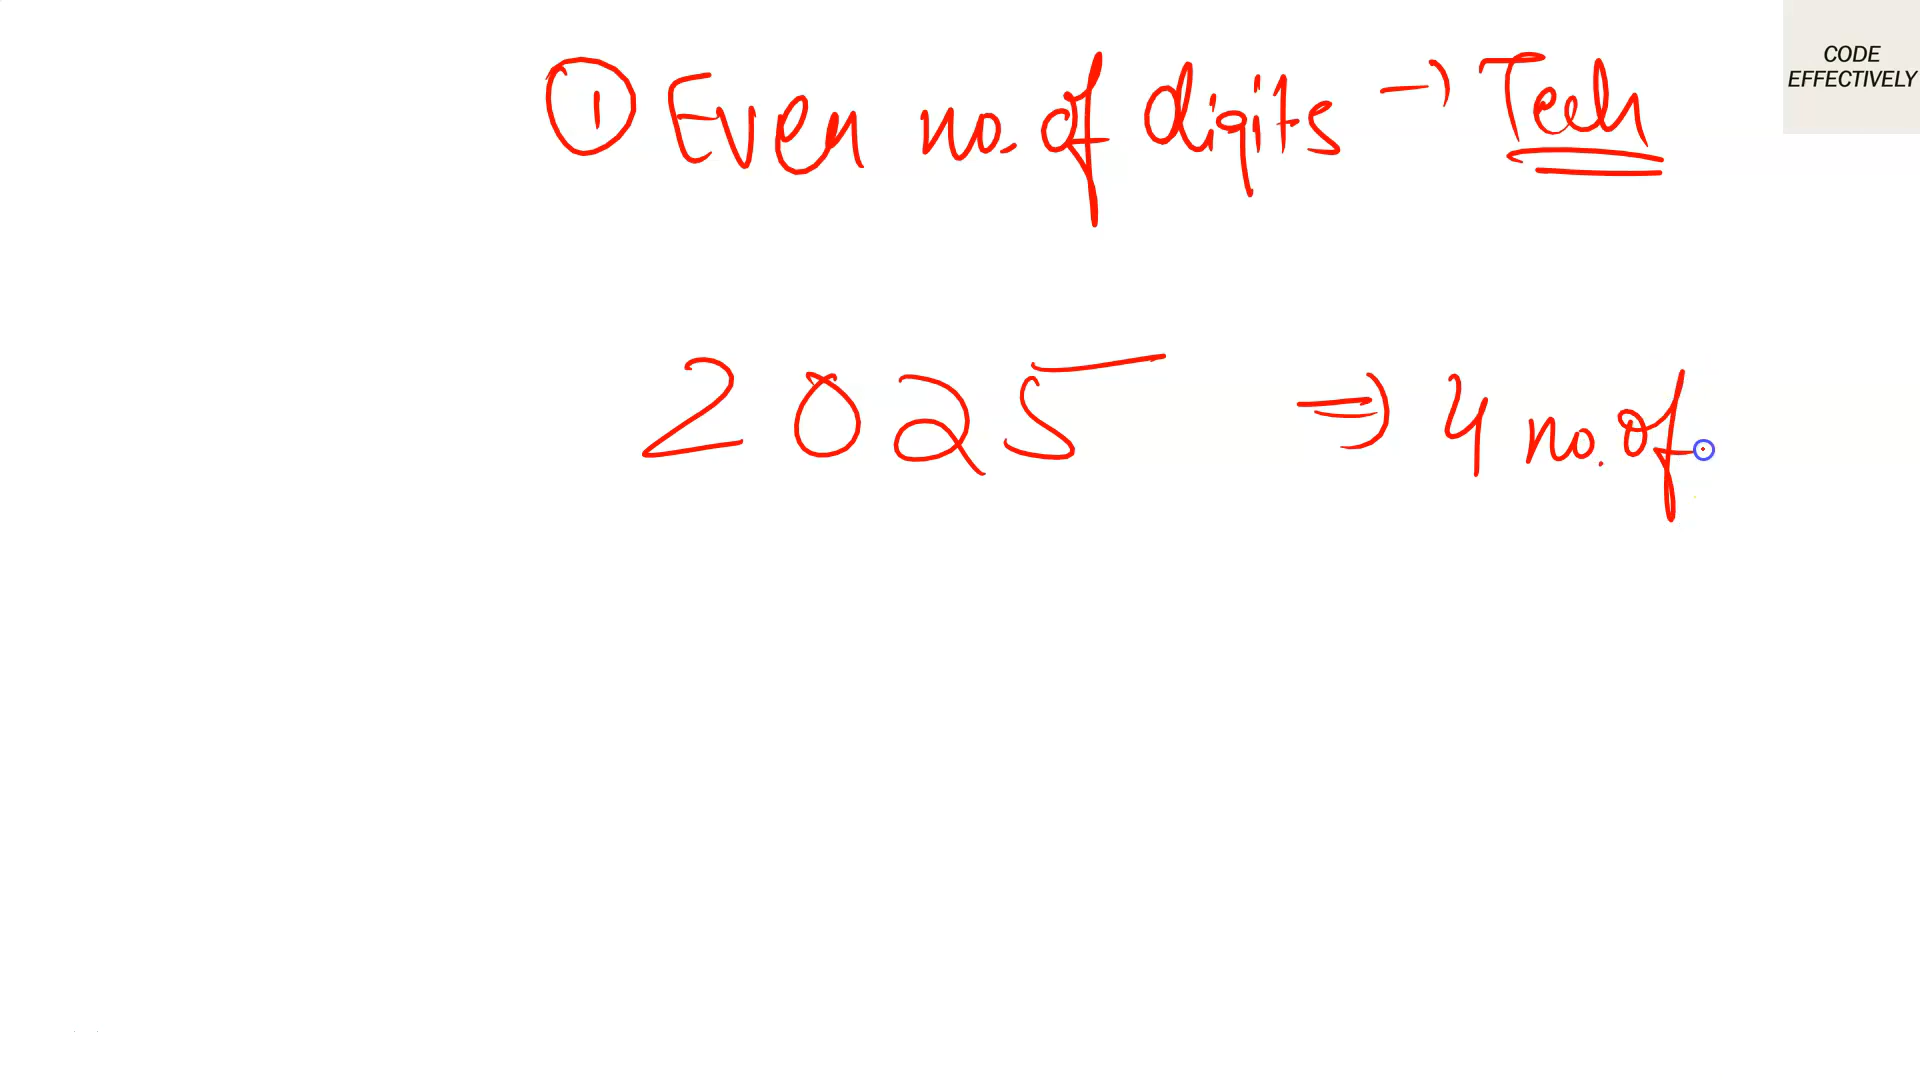 ① Even no. of digits → Tech
2025 ⇒ 4 no. of
CODE
EFFECTIVELY